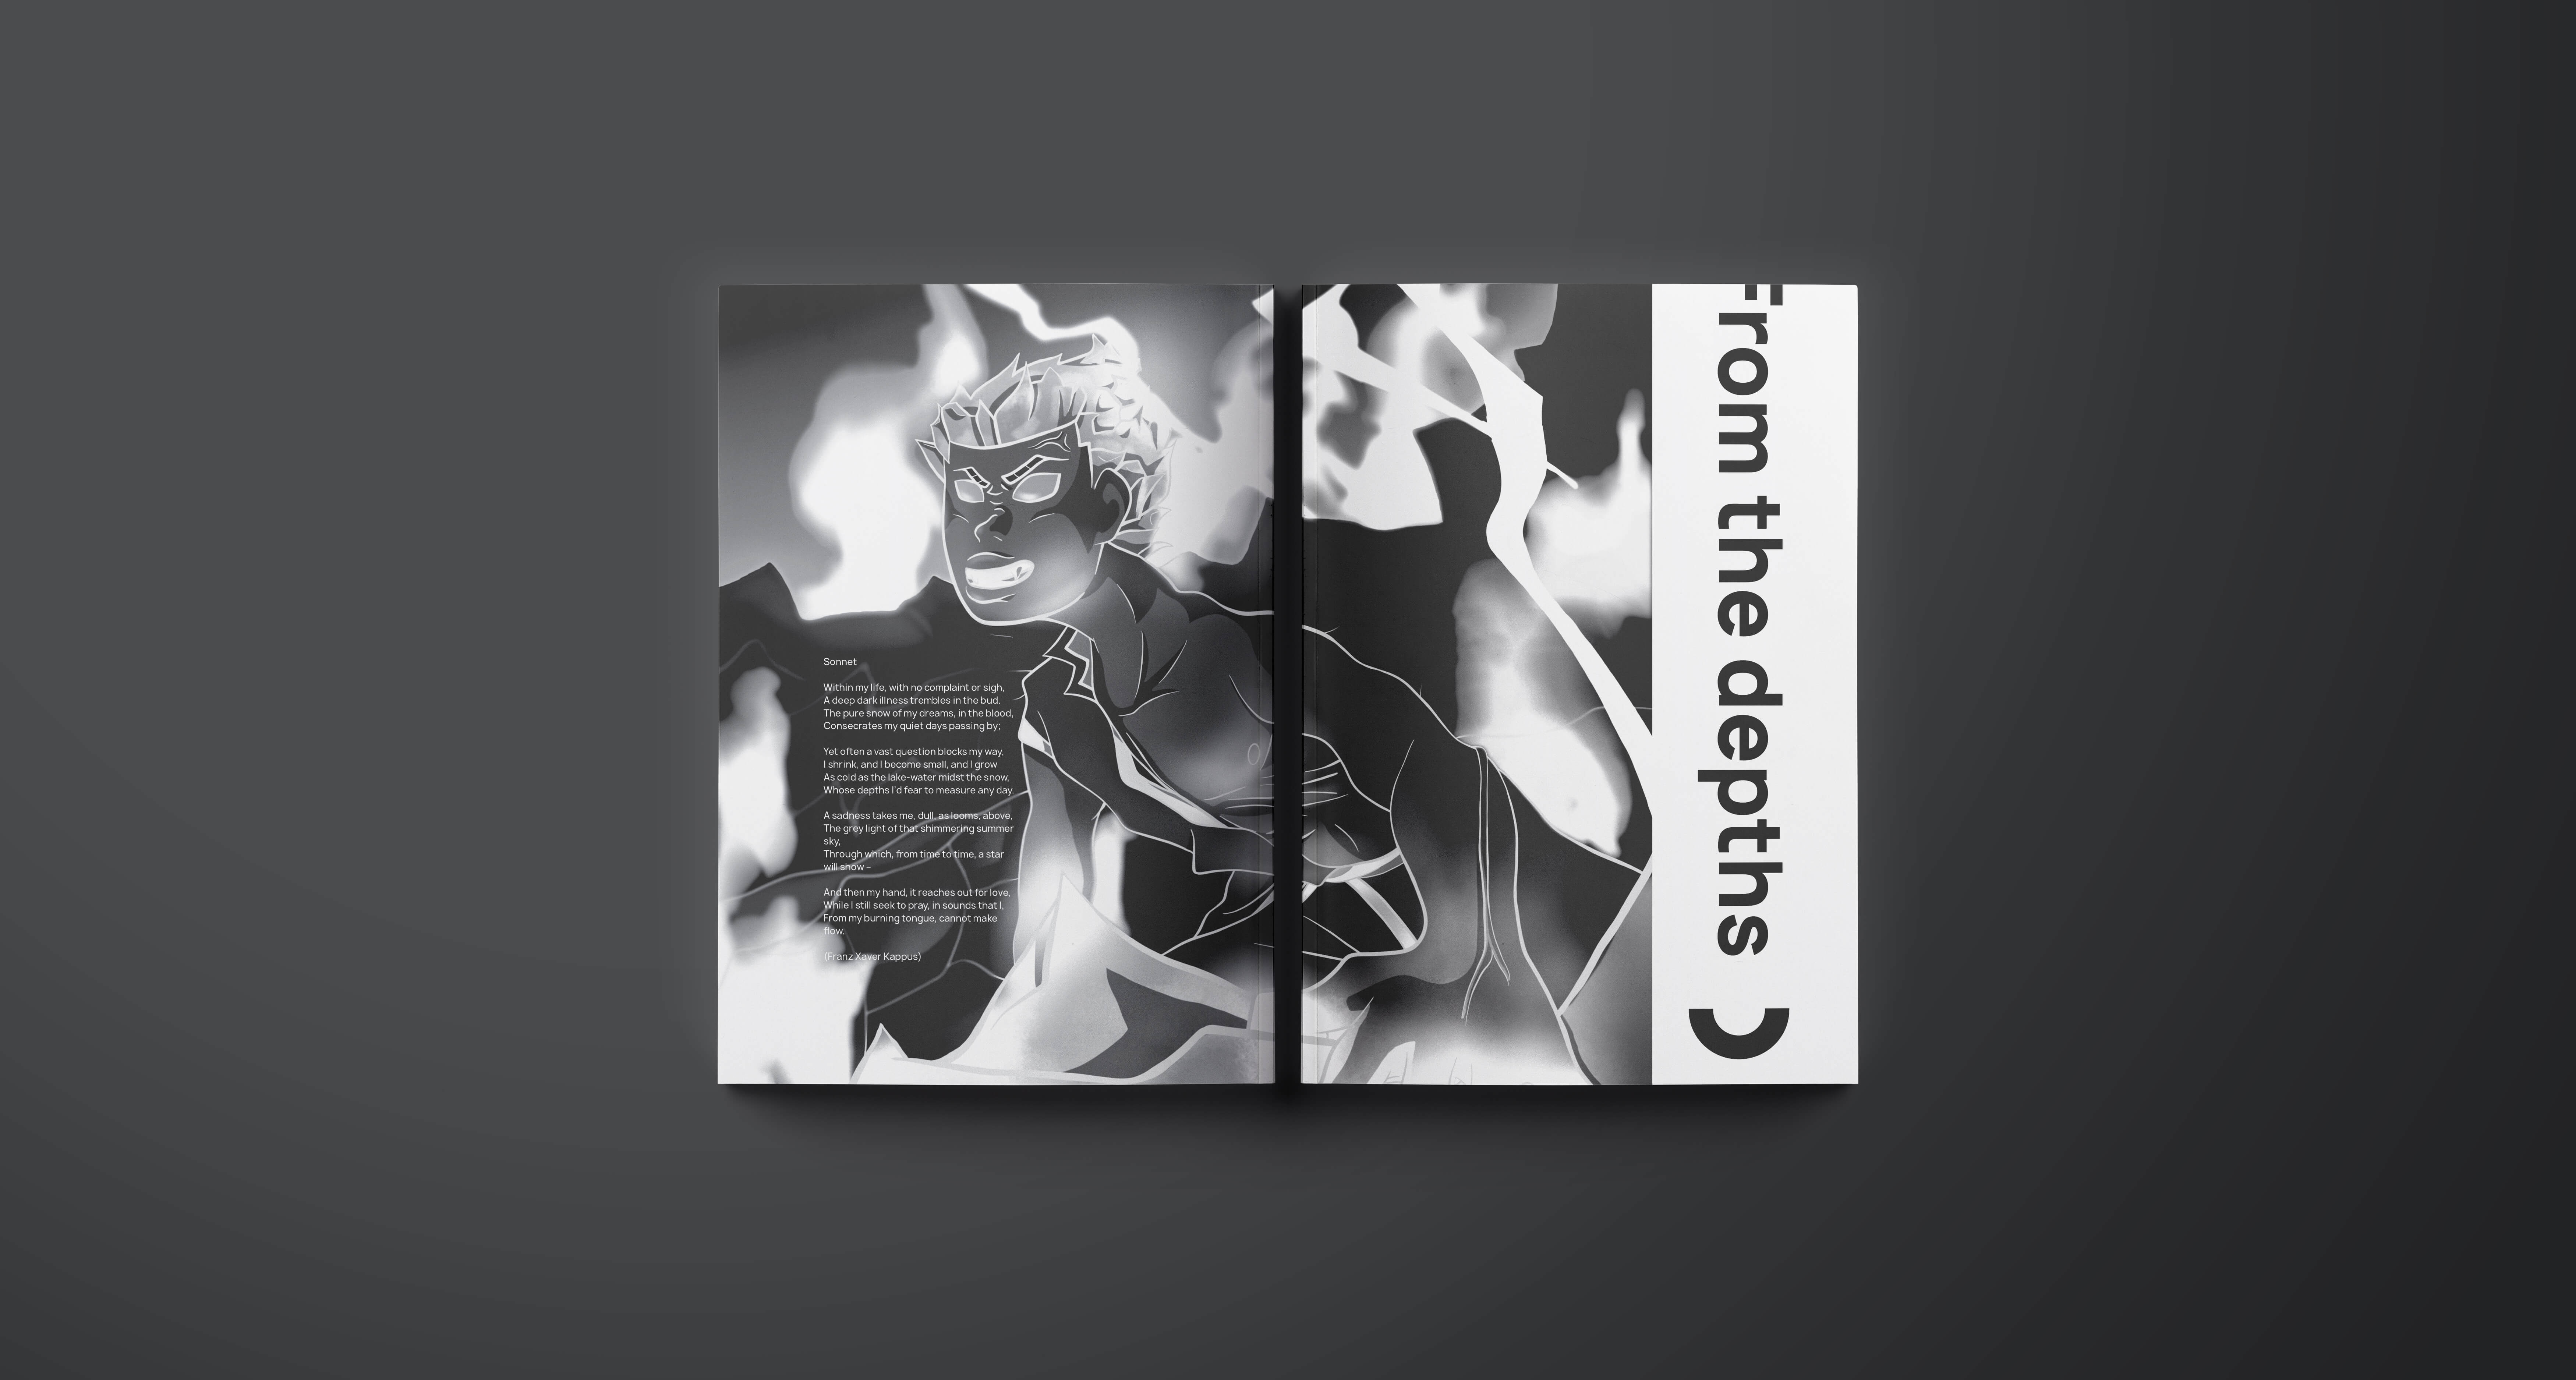 Sonnet
Within my life, with no complaint or sigh,
A deep dark illness trembles in the bud.
The pure snow of my dreams, in the blood,
Consecrates my quiet days passing by;
Yet often a vast question blocks my way,
I shrink, and I become small, and I grow
As cold as the lake-water midst the snow,
Whose depths I'd fear to measure any day.
A sadness takes me, dull, as looms, above,
The grey light of that shimmering summer
sky,
Through which, from time to time, a star
will show –
And then my hand, it reaches out for love,
While I still seek to pray, in sounds that I,
From my burning tongue, cannot make
flow.
(Franz Xaver Kappus)
From the depths